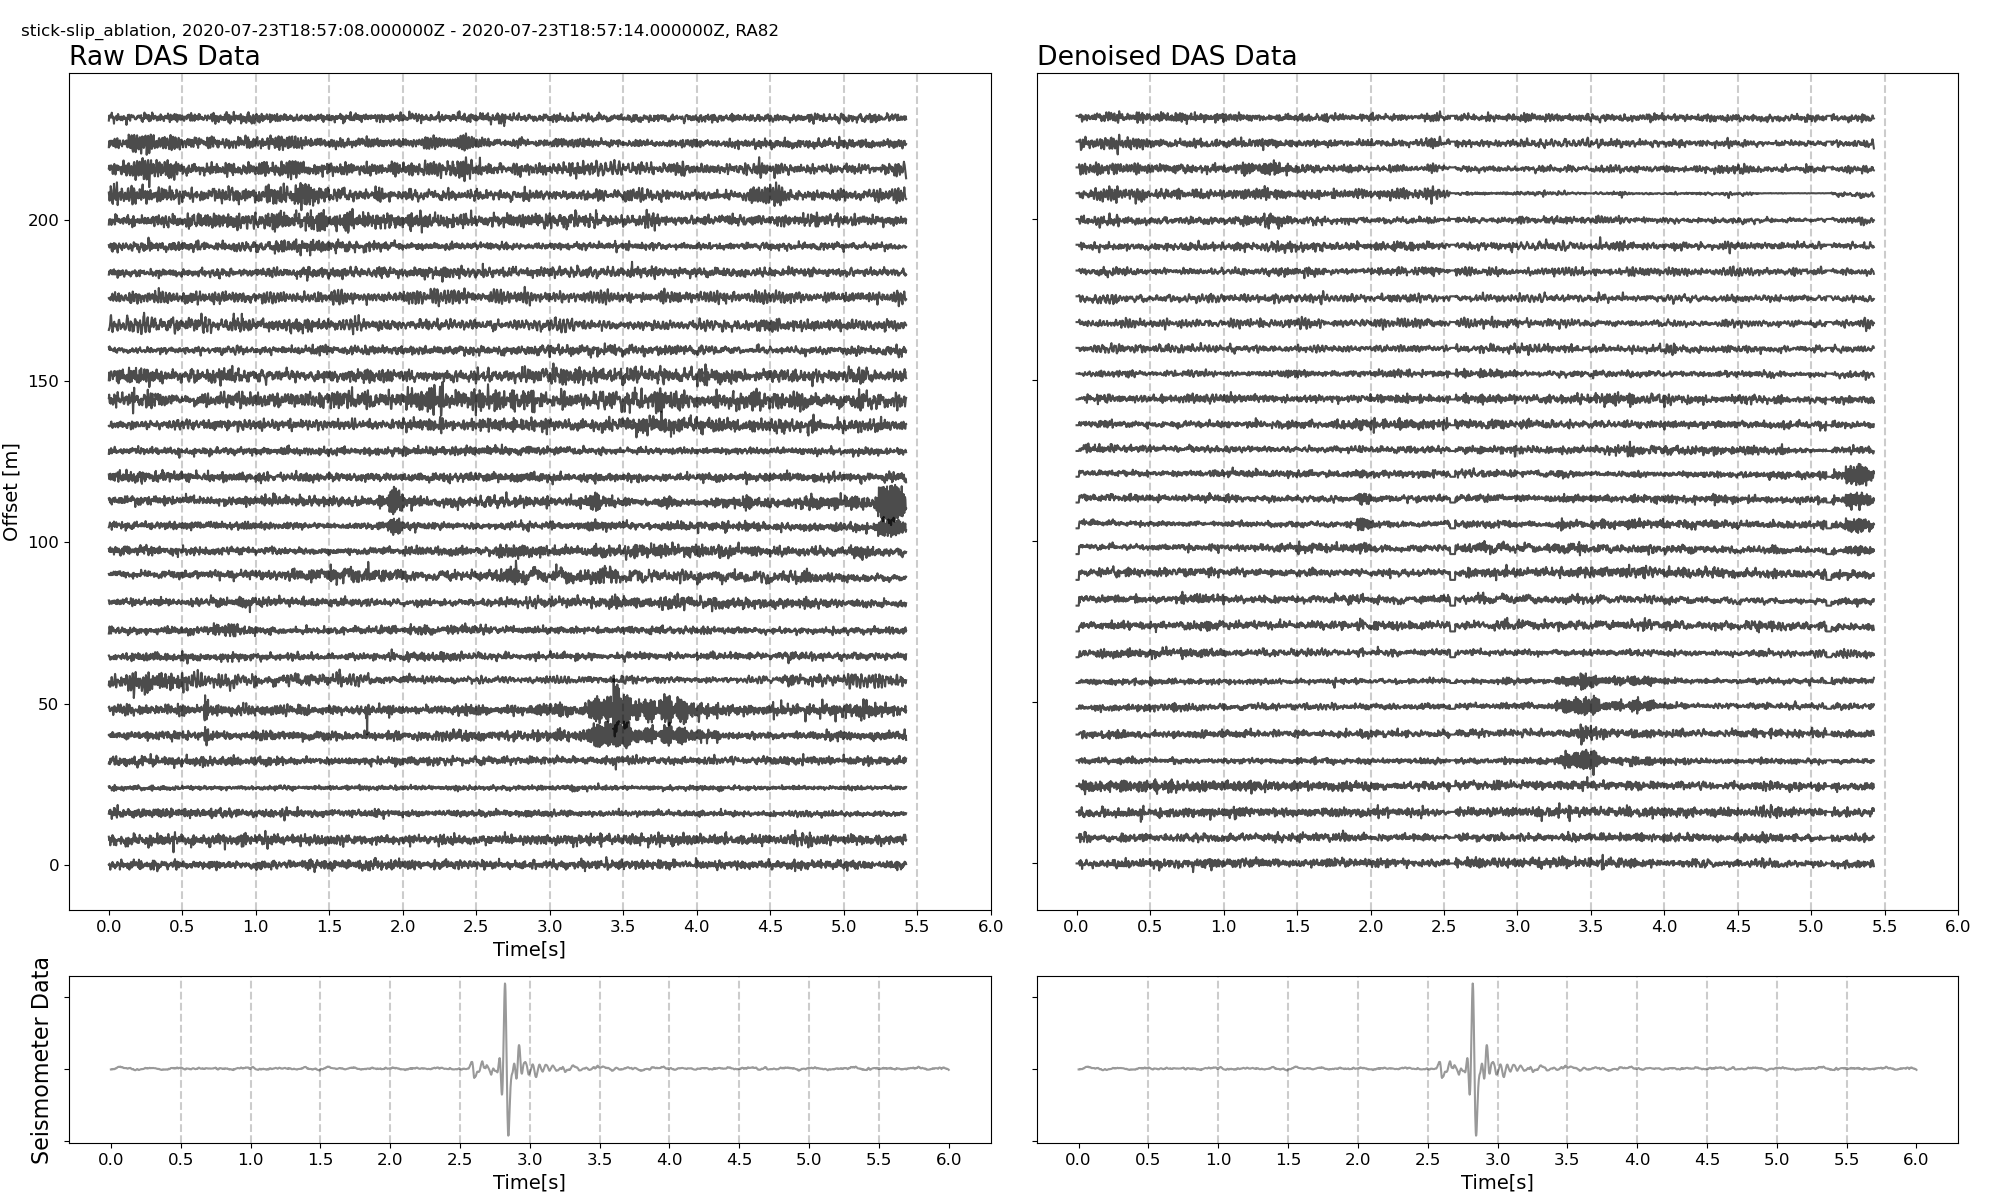 stick-slip_ablation, 2020-07-23T18:57:08.000000Z - 2020-07-23T18:57:14.000000Z, RA82
Raw DAS Data
Denoised DAS Data
Offset [m]
200
150
100
50
0
0.0 0.5 1.0 1.5 2.0 2.5 3.0 3.5 4.0 4.5 5.0 5.5 6.0
Time[s]
0.0 0.5 1.0 1.5 2.0 2.5 3.0 3.5 4.0 4.5 5.0 5.5 6.0
Seismometer Data
0.0 0.5 1.0 1.5 2.0 2.5 3.0 3.5 4.0 4.5 5.0 5.5 6.0
Time[s]
0.0 0.5 1.0 1.5 2.0 2.5 3.0 3.5 4.0 4.5 5.0 5.5 6.0
Time[s]